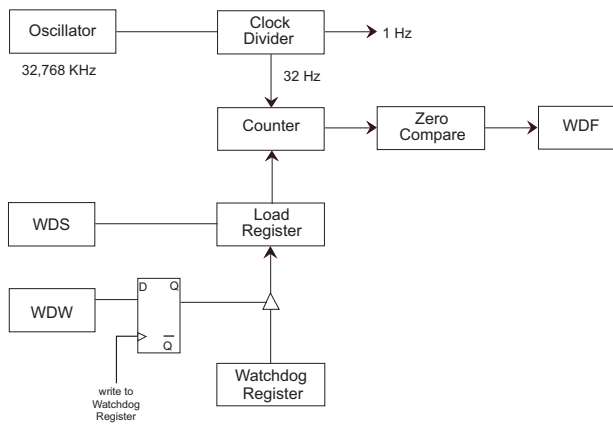 Oscillator
Clock
Divider
1 Hz
32,768 KHz
32 Hz
Counter
Zero
Compare
WDF
WDS
Load
Register
WDW
D
Q
Q
Watchdog
Register
write to
Watchdog
Register